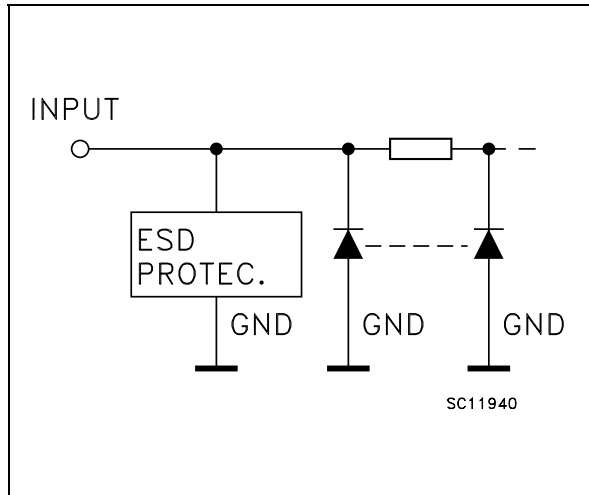 INPUT
ESD
PROTEC.
GND
GND
GND
SC11940